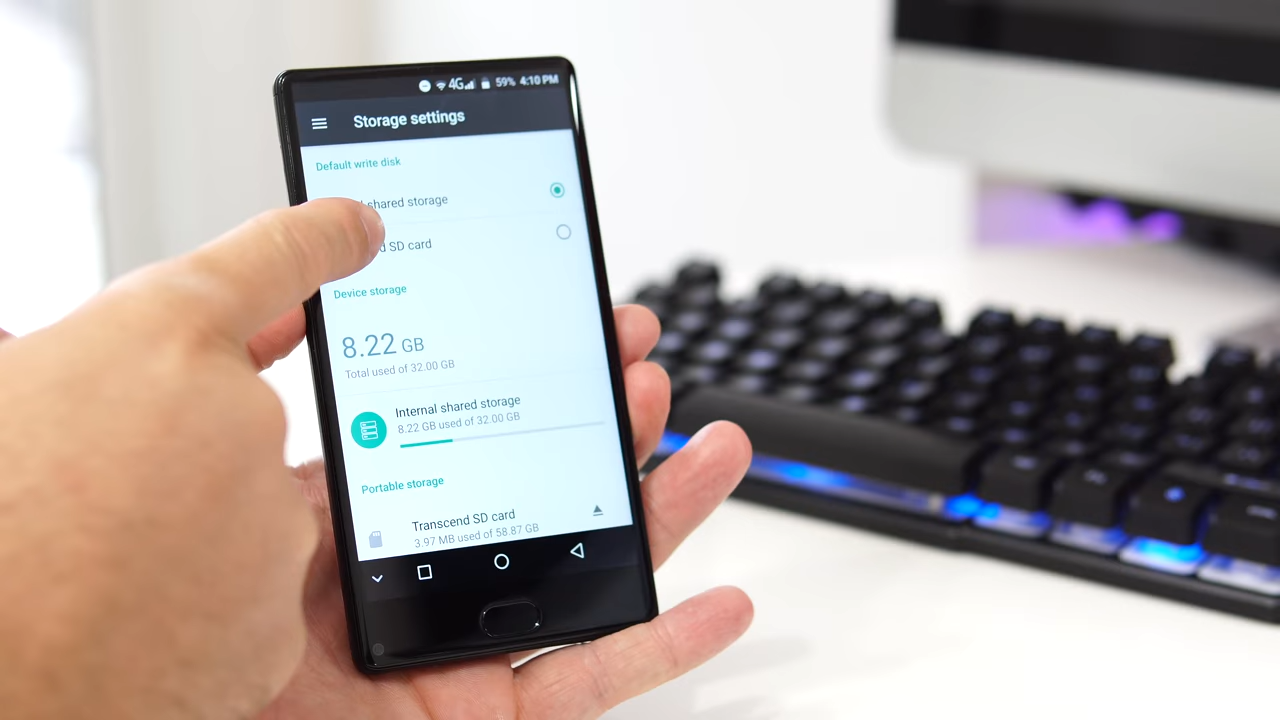 4G 59% 4:10 PM
Storage settings
Default write disk
shared storage
SD card
Device storage
8.22 GB
Total used of 32.00 GB
Internal shared storage
8.22 GB used of 32.00 GB
Portable storage
Transcend SD card
3.97 MB used of 58.87 GB